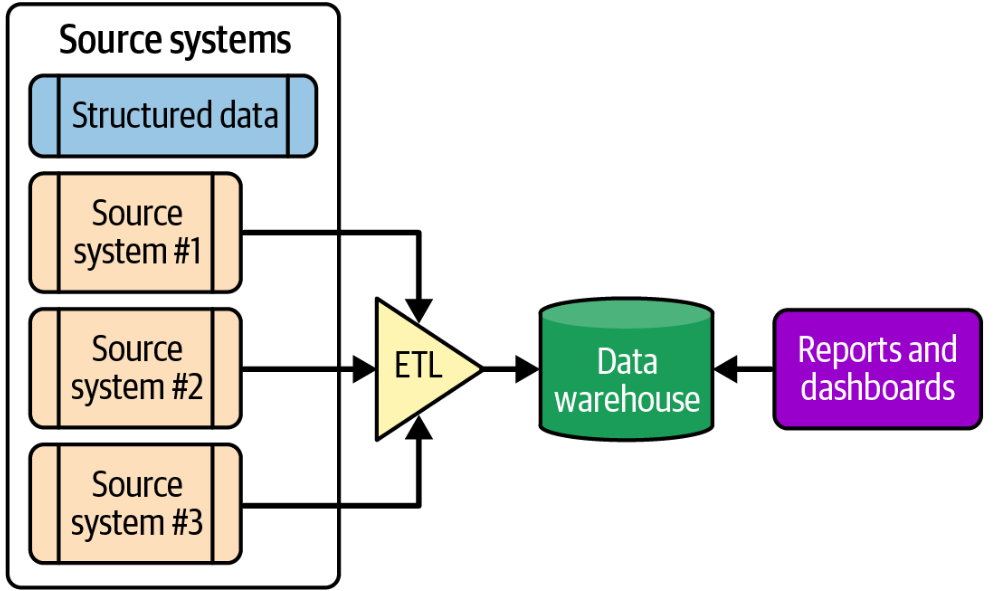 Source systems
Structured data
Source
system #1
Source
system #2
Source
system #3
ETL
Data
warehouse
Reports and
dashboards